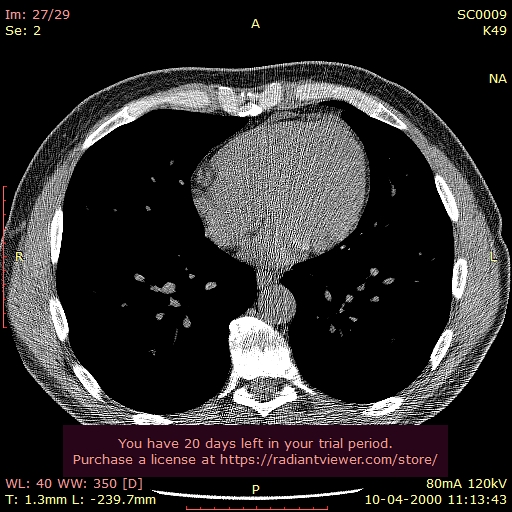 Im: 27/29
Se: 2
A
SC0009
K49
NA
R
L
You have 20 days left in your trial period.
Purchase a license at https://radiantviewer.com/store/
WL: 40 WW: 350 [D]
T: 1.3mm L: -239.7mm
P
80mA 120kV
10-04-2000 11:13:43